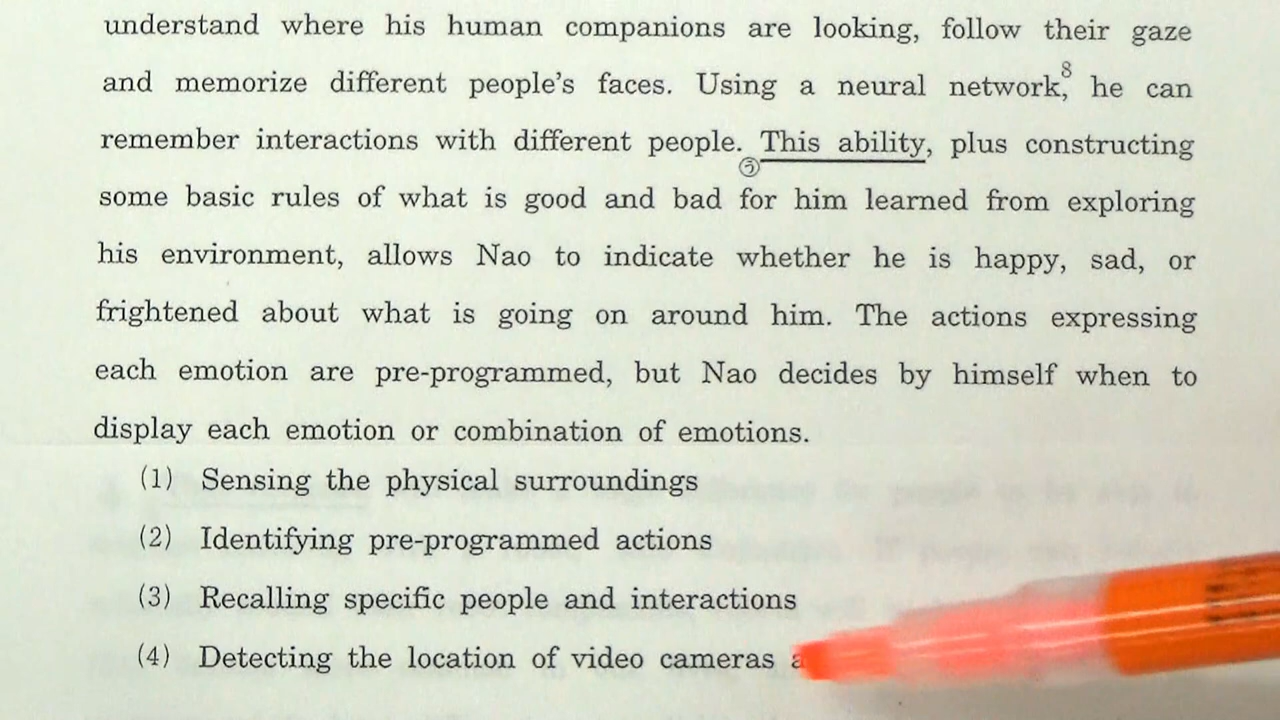 understand where his human companions are looking, follow their gaze
and memorize different people's faces. Using a neural network,⁸ he can
remember interactions with different people. This ability, plus constructing
㋒
some basic rules of what is good and bad for him learned from exploring
his environment, allows Nao to indicate whether he is happy, sad, or
frightened about what is going on around him. The actions expressing
each emotion are pre-programmed, but Nao decides by himself when to
display each emotion or combination of emotions.
(1) Sensing the physical surroundings
(2) Identifying pre-programmed actions
(3) Recalling specific people and interactions
(4) Detecting the location of video cameras